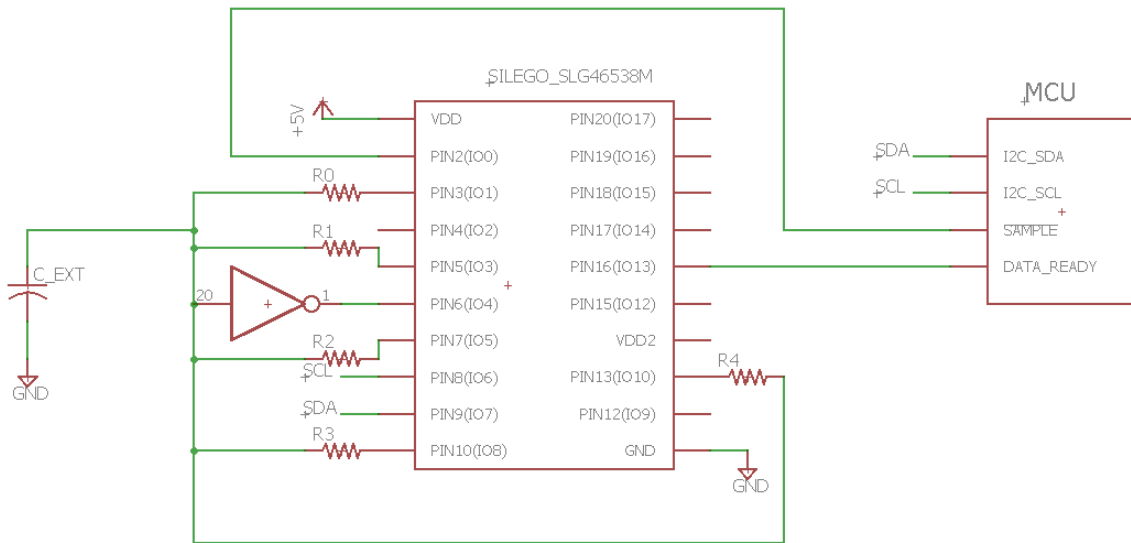 SILEGO_SLG46538M
MCU
+5V
VDD
PIN20(IO17)
PIN2(IO0)
PIN19(IO16)
SDA
I2C_SDA
R0
PIN3(IO1)
PIN18(IO15)
SCL
I2C_SCL
PIN4(IO2)
PIN17(IO14)
SAMPLE
R1
PIN5(IO3)
PIN16(IO13)
DATA_READY
C_EXT
20
1
PIN6(IO4)
PIN15(IO12)
R2
PIN7(IO5)
VDD2
SCL
PIN8(IO6)
PIN13(IO10)
R4
GND
SDA
PIN9(IO7)
PIN12(IO9)
R3
PIN10(IO8)
GND
GND